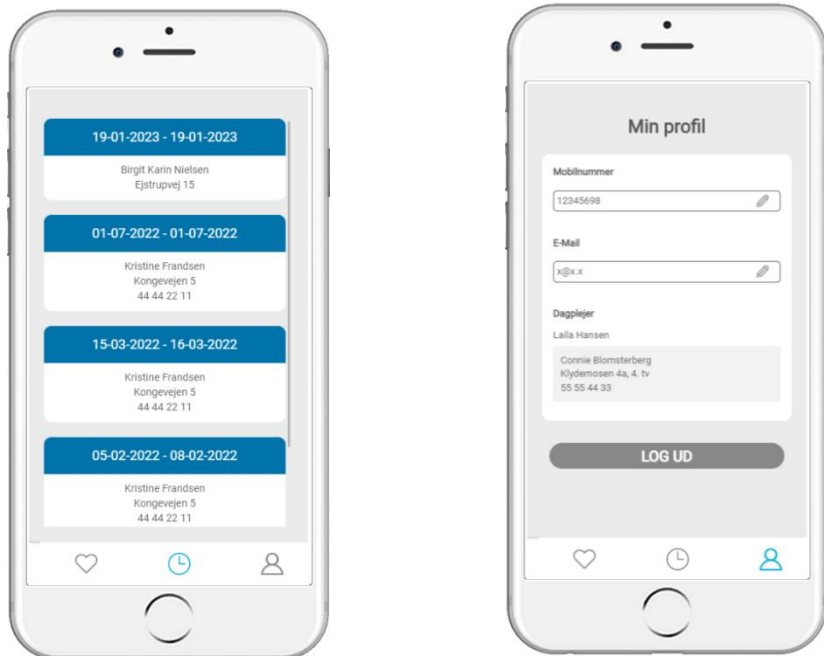 19-01-2023 - 19-01-2023
Birgit Karin Nielsen
Ejstrupvej 15
01-07-2022 - 01-07-2022
Kristine Frandsen
Kongevejen 5
44 44 22 11
15-03-2022 - 16-03-2022
Kristine Frandsen
Kongevejen 5
44 44 22 11
05-02-2022 - 08-02-2022
Kristine Frandsen
Kongevejen 5
44 44 22 11
Min profil
Mobilnummer
12345698
E-Mail
x@x.x
Dagplejer
Laila Hansen
Connie Blomsterberg
Klydemosen 4a, 4. tv
55 55 44 33
LOG UD